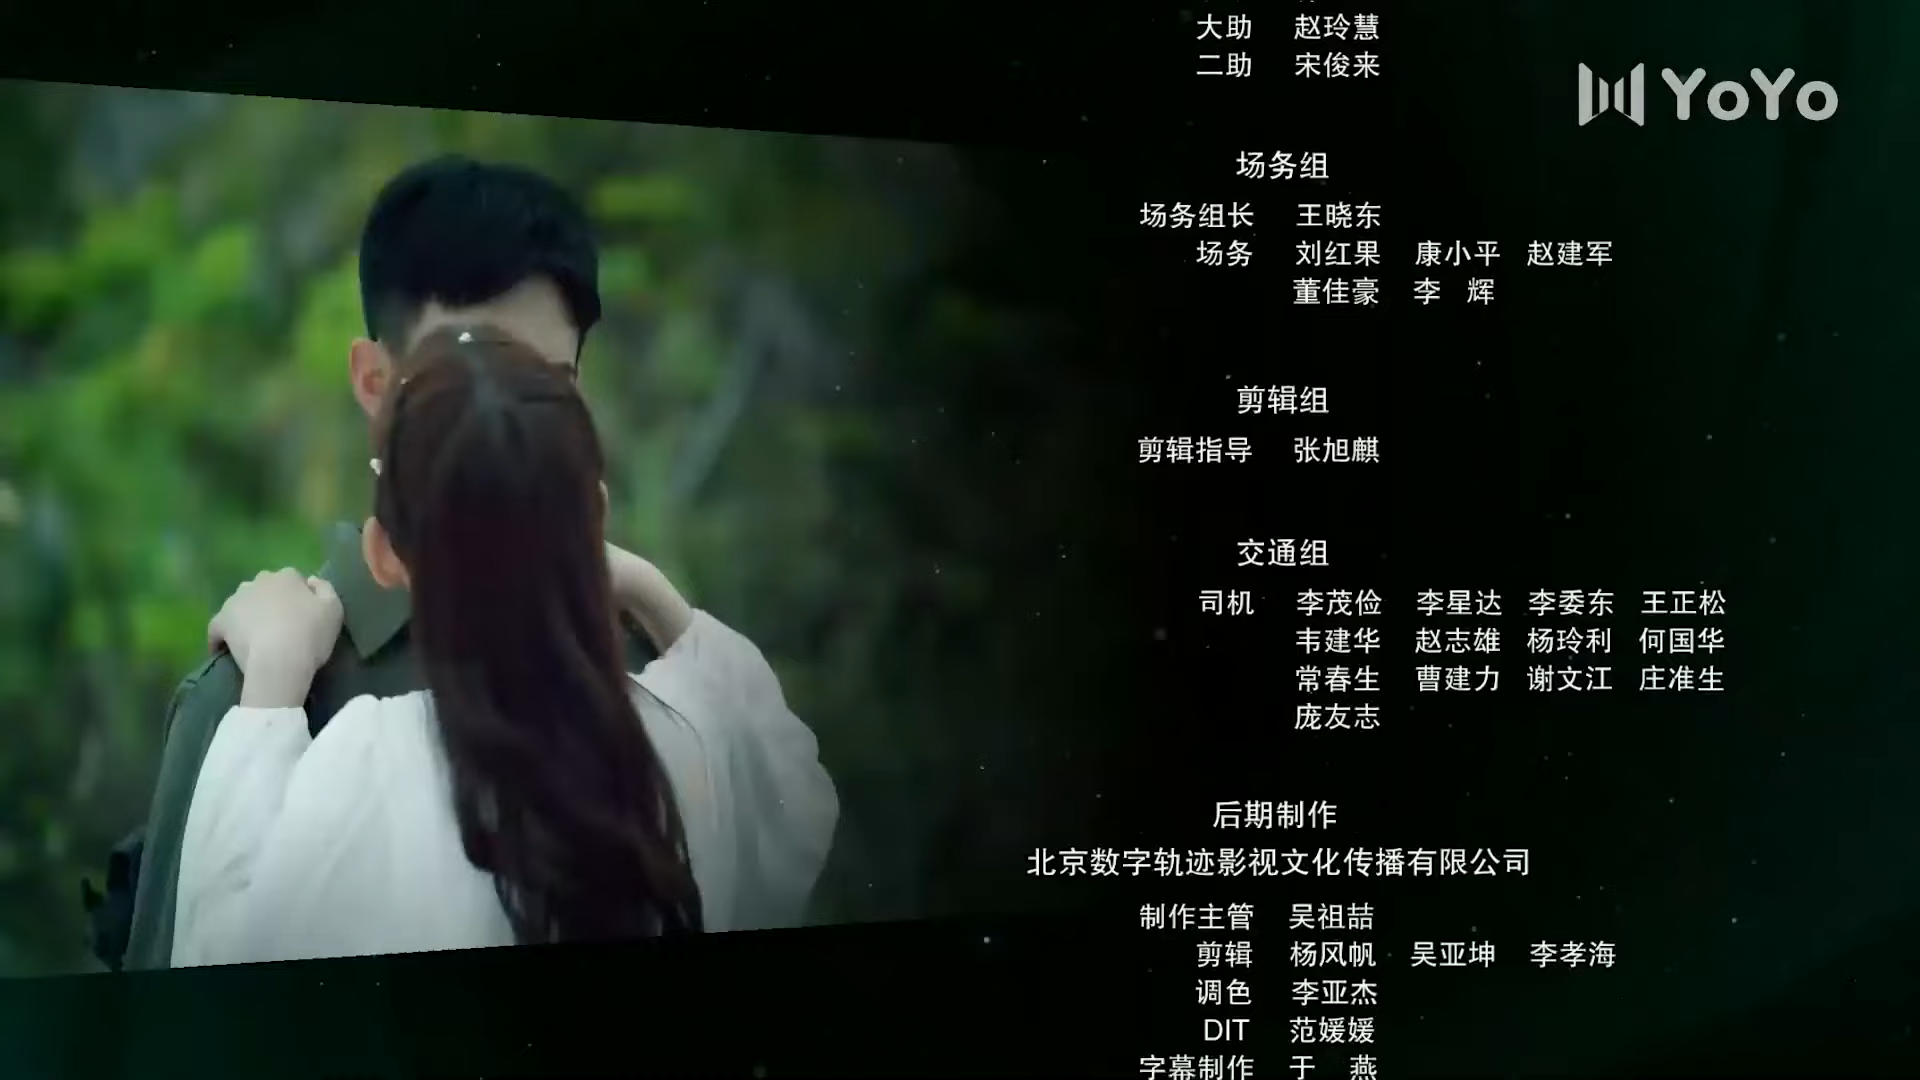 大助 赵玲慧
二助 宋俊来
YoYo
场务组
场务组长 王晓东
场务 刘红果 康小平 赵建军
董佳豪 李 辉
剪辑组
剪辑指导 张旭麒
交通组
司机 李茂俭 李星达 李委东 王正松
韦建华 赵志雄 杨玲利 何国华
常春生 曹建力 谢文江 庄准生
庞友志
后期制作
北京数字轨迹影视文化传播有限公司
制作主管 吴祖喆
剪辑 杨风帆 吴亚坤 李孝海
调色 李亚杰
DIT 范媛媛
字幕制作 于 燕